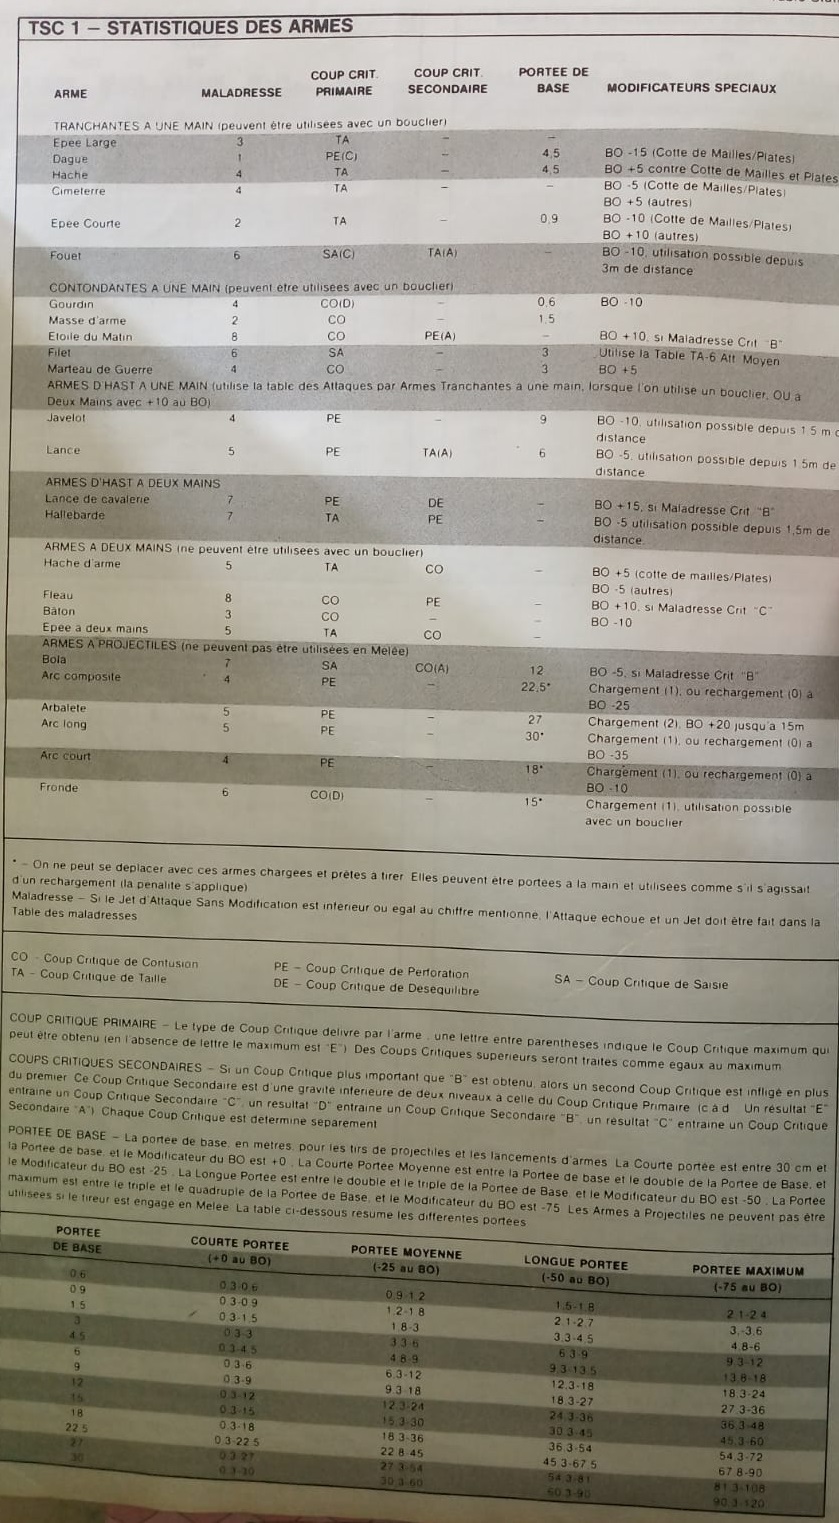 TSC 1 – STATISTIQUES DES ARMES
ARME MALADRESSE COUP CRIT. PRIMAIRE COUP CRIT. SECONDAIRE PORTEE DE BASE MODIFICATEURS SPECIAUX
TRANCHANTES A UNE MAIN (peuvent être utilisées avec un bouclier)
Epee Large 3 TA – –
Dague 1 PE(C) – 4,5 BO -15 (Cotte de Mailles/Plates)
Hache 4 TA – 4,5 BO +5 contre Cotte de Mailles et Plates
Cimeterre 4 TA – – BO -5 (Cotte de Mailles/Plates)
BO +5 (autres)
Epee Courte 2 TA – 0,9 BO -10 (Cotte de Mailles/Plates)
BO +10 (autres)
Fouet 6 SA(C) TA(A) – BO -10, utilisation possible depuis
3m de distance
CONTONDANTES A UNE MAIN (peuvent être utilisées avec un bouclier)
Gourdin 4 CO(D) – 0,6 BO -10
Masse d'arme 2 CO – 1,5
Etoile du Matin 8 CO PE(A) – BO +10, si Maladresse Crit. "B"
Filet 6 SA – 3 Utilise la Table TA-6 Att. Moyen
Marteau de Guerre 4 CO – 3 BO +5
ARMES D'HAST A UNE MAIN (utilise la table des Attaques par Armes Tranchantes à une main, lorsque l'on utilise un bouclier, OU à
Deux Mains avec +10 au BO)
Javelot 4 PE – 9 BO -10, utilisation possible depuis 1,5 m
distance
Lance 5 PE TA(A) 6 BO -5, utilisation possible depuis 1,5m de
distance.
ARMES D'HAST A DEUX MAINS
Lance de cavalerie 7 PE DE – BO +15, si Maladresse Crit. "B"
Hallebarde 7 TA PE – BO -5 utilisation possible depuis 1,5m de
distance.
ARMES A DEUX MAINS (ne peuvent être utilisées avec un bouclier)
Hache d'arme 5 TA CO – BO +5 (cotte de mailles/Plates)
BO -5 (autres)
Fleau 8 CO PE – BO +10, si Maladresse Crit. "C"
Bâton 3 CO – – BO -10
Epee à deux mains 5 TA CO –
ARMES A PROJECTILES (ne peuvent pas être utilisées en Melée)
Bola 7 SA CO(A) 12 BO -5, si Maladresse Crit "B"
Arc composite 4 PE – 22,5* Chargement (1), ou rechargement (0) à
BO -25
Arbalete 5 PE – 27 Chargement (2), BO +20 jusqu'à 15m
Arc long 5 PE – 30* Chargement (1), ou rechargement (0) à
BO -35
Arc court 4 PE – 18* Chargement (1), ou rechargement (0) à
BO -10
Fronde 6 CO(D) – 15* Chargement (1), utilisation possible
avec un bouclier
* – On ne peut se deplacer avec ces armes chargees et prêtes à tirer. Elles peuvent être portées à la main et utilisées comme s'il s'agissait
d'un rechargement (la penalité s'applique)
Maladresse – Si le Jet d'Attaque Sans Modification est inférieur ou egal au chiffre mentionné, l'Attaque échoue et un Jet doit être fait dans la
Table des maladresses
CO - Coup Critique de Contusion PE – Coup Critique de Perforation SA – Coup Critique de Saisie
TA - Coup Critique de Taille DE – Coup Critique de Desequilibre
COUP CRITIQUE PRIMAIRE – Le type de Coup Critique delivré par l'arme : une lettre entre parenthèses indique le Coup Critique maximum qui
peut être obtenu (en l'absence de lettre le maximum est "E"). Des Coups Critiques superieurs seront traités comme egaux au maximum
COUPS CRITIQUES SECONDAIRES – Si un Coup Critique plus important que "B" est obtenu, alors un second Coup Critique est infligé en plus
du premier. Ce Coup Critique Secondaire est d'une gravité inférieure de deux niveaux à celle du Coup Critique Primaire (c à d Un résultat "E"
entraine un Coup Critique Secondaire "C", un resultat "D" entraine un Coup Critique Secondaire "B", un résultat "C" entraine un Coup Critique
Secondaire "A"). Chaque Coup Critique est determiné séparement
PORTEE DE BASE – La portee de base, en metres, pour les tirs de projectiles et les lancements d'armes. La Courte portée est entre 30 cm et
la Portée de base, et le Modificateur du BO est +0. La Courte Portée Moyenne est entre la Portée de base et le double de la Portée de Base, et
le Modificateur du BO est -25. La Longue Portée est entre le double et le triple de la Portée de Base, et le Modificateur du BO est -50. La Portée
maximum est entre le triple et le quadruple de la Portée de Base, et le Modificateur du BO est -75. Les Armes à Projectiles ne peuvent pas être
utilisées si le tireur est engagé en Melée. La table ci-dessous résume les differentes portées
PORTEE DE BASE COURTE PORTEE (+0 au BO) PORTEE MOYENNE (-25 au BO) LONGUE PORTEE (-50 au BO) PORTEE MAXIMUM (-75 au BO)
0,6 0,3-0,6 0,9-1,2 1,5-1,8 2,1-2,4
0,9 0,3-0,9 1,2-1,8 2,1-2,7 3,-3,6
1,5 0,3-1,5 1,8-3 3,3-4,5 4,8-6
3 0,3-3 3,3-6 6,3-9 9,3-12
4,5 0,3-4,5 4,8-9 9,3-13,5 13,8-18
6 0,3-6 6,3-12 12,3-18 18,3-24
9 0,3-9 9,3-18 18,3-27 27,3-36
12 0,3-12 12,3-24 24,3-36 36,3-48
15 0,3-15 15,3-30 30,3-45 45,3-60
18 0,3-18 18,3-36 36,3-54 54,3-72
22,5 0,3-22,5 22,8-45 45,3-67,5 67,8-90
27 0,3-27 27,3-54 54,3-81 81,3-108
30 0,3-30 30,3-60 60,3-90 90,3-120